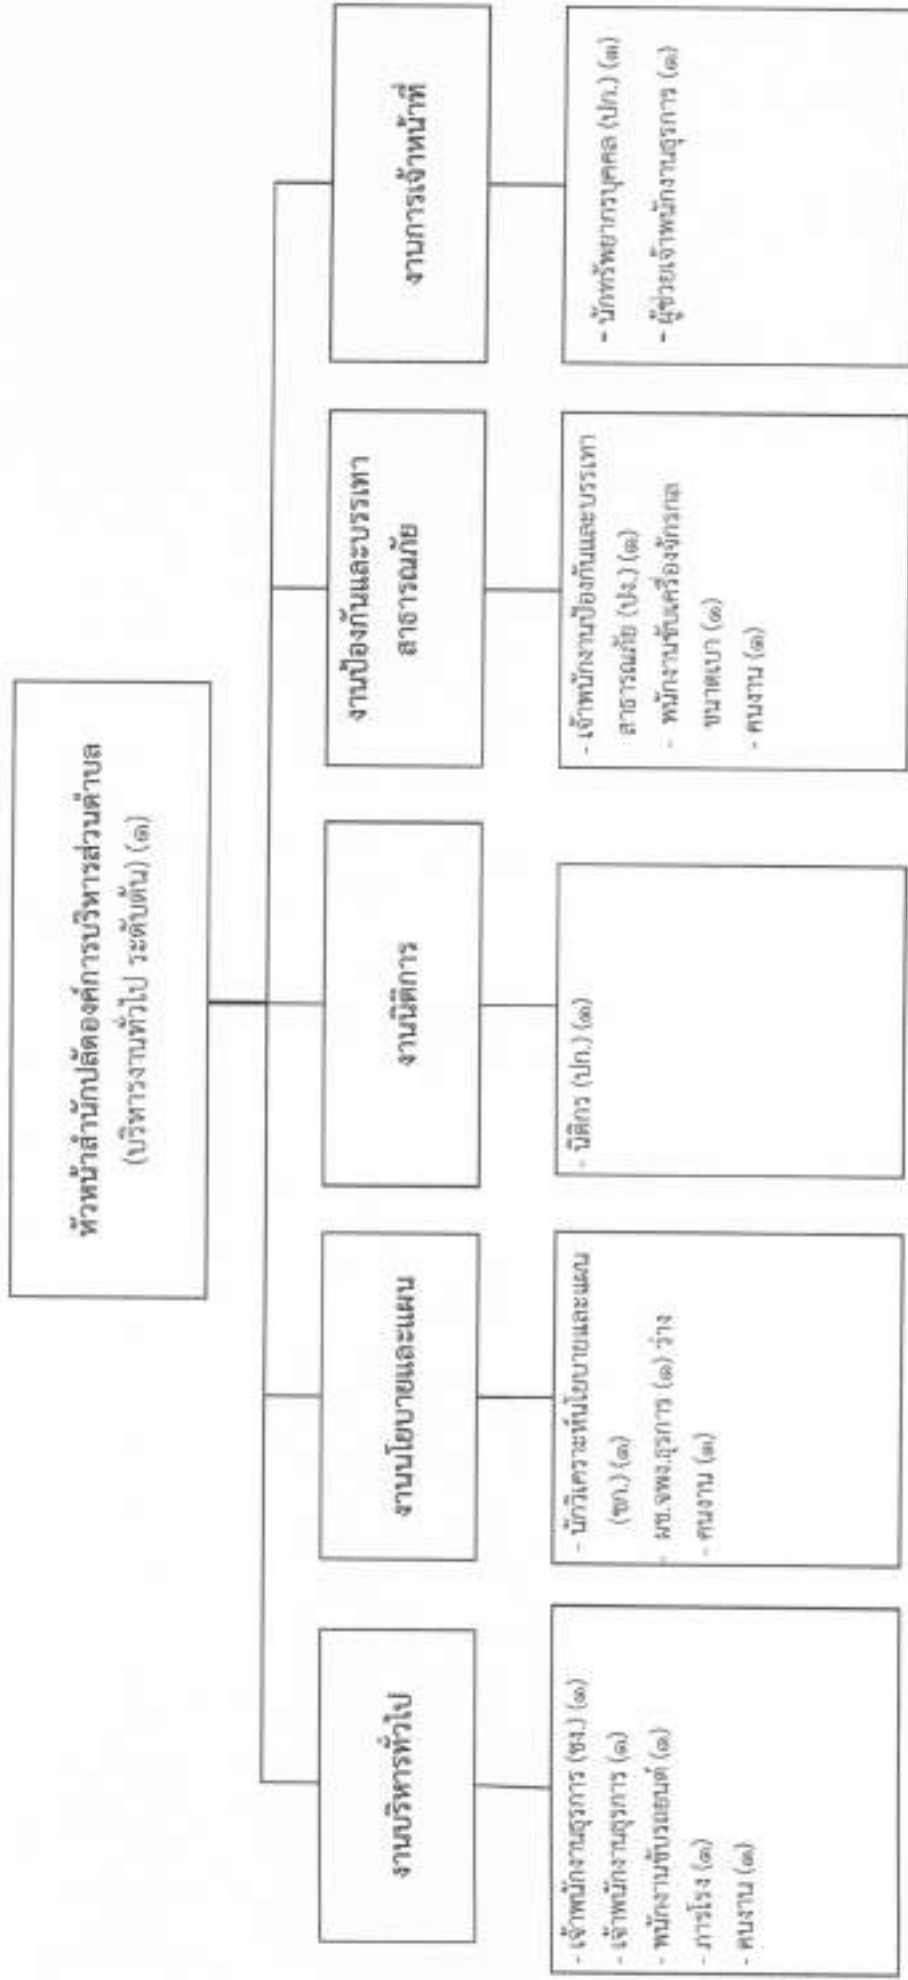 หัวหน้าสำนักปลัดองค์การบริหารส่วนตำบล
(บริหารงานทั่วไป ระดับต้น) (๑)
งานบริหารทั่วไป
งานนโยบายและแผน
งานนิติการ
งานป้องกันและบรรเทา
สาธารณภัย
งานการเจ้าหน้าที่
- เจ้าพนักงานธุรการ (ชง.) (๑)
- เจ้าพนักงานธุรการ (๑)
- พนักงานขับรถยนต์ (๑)
- ภารโรง (๑)
- คนงาน (๑)
- นักวิเคราะห์นโยบายและแผน
(ชก.) (๑)
- ผช.จพง.ธุรการ (๑) ว่าง
- คนงาน (๑)
- นิติกร (ปก.) (๑)
- เจ้าพนักงานป้องกันและบรรเทา
สาธารณภัย (ปง.) (๑)
- พนักงานขับเครื่องจักรกล
ขนาดเบา (๑)
- คนงาน (๑)
- นักทรัพยากรบุคคล (ปก.) (๑)
- ผู้ช่วยเจ้าพนักงานธุรการ (๑)